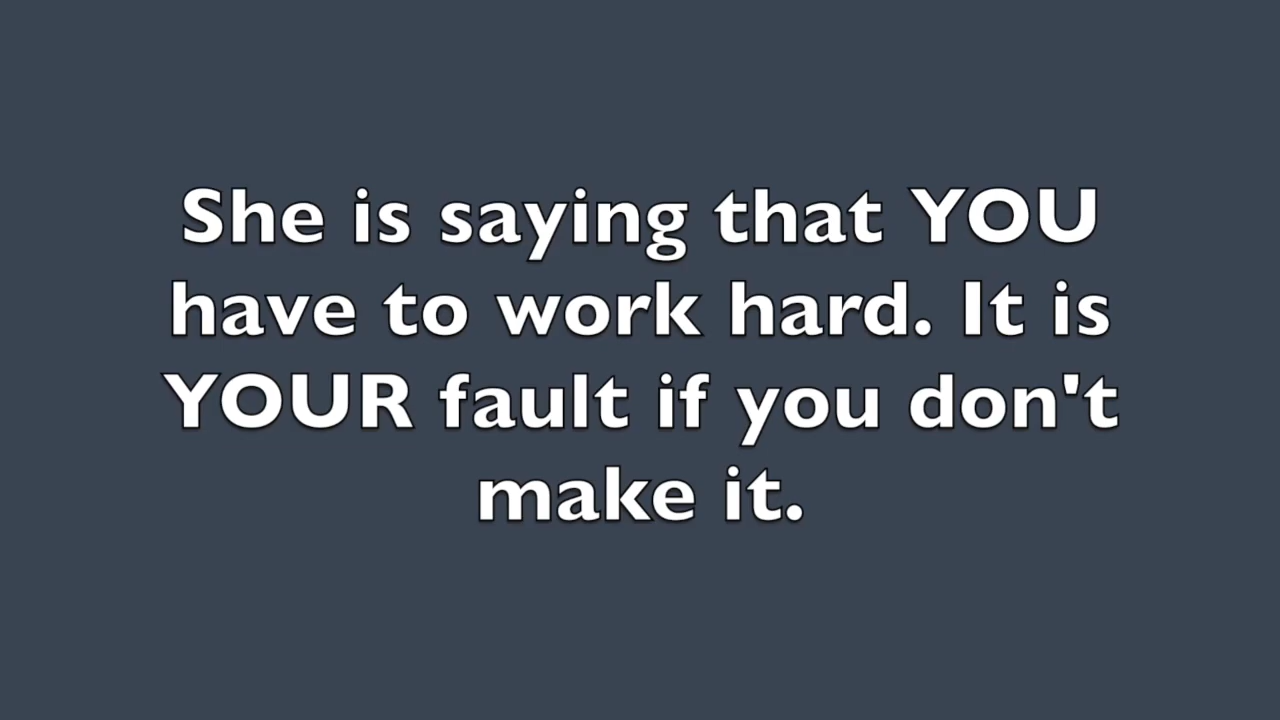 She is saying that YOU
have to work hard. It is
YOUR fault if you don't
make it.